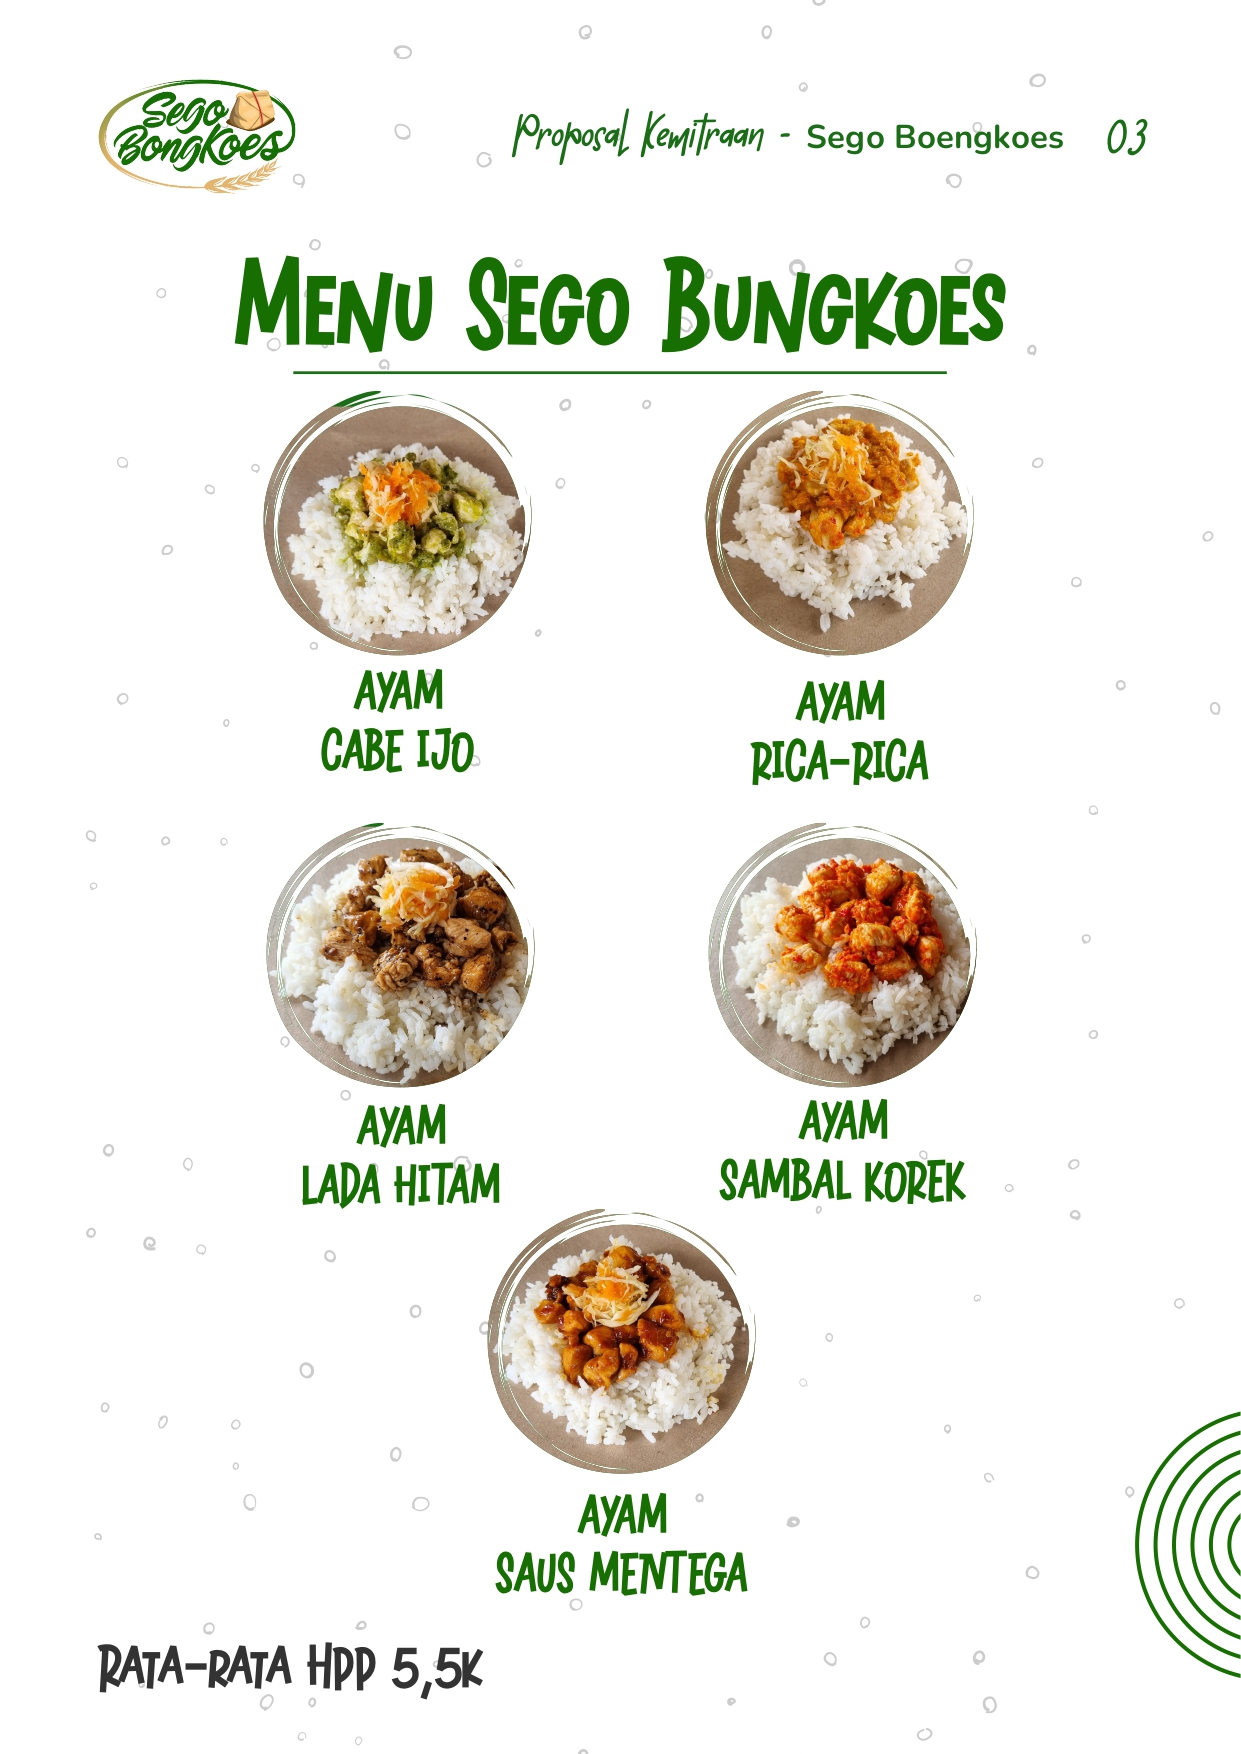 Sego
BongKoes
Proposal Kemitraan - Sego Boengkoes 03
MENU SEGO BUNGKOES
AYAM
CABE IJO
AYAM
RICA-RICA
AYAM
LADA HITAM
AYAM
SAMBAL KOREK
AYAM
SAUS MENTEGA
RATA-RATA HPP 5,5K